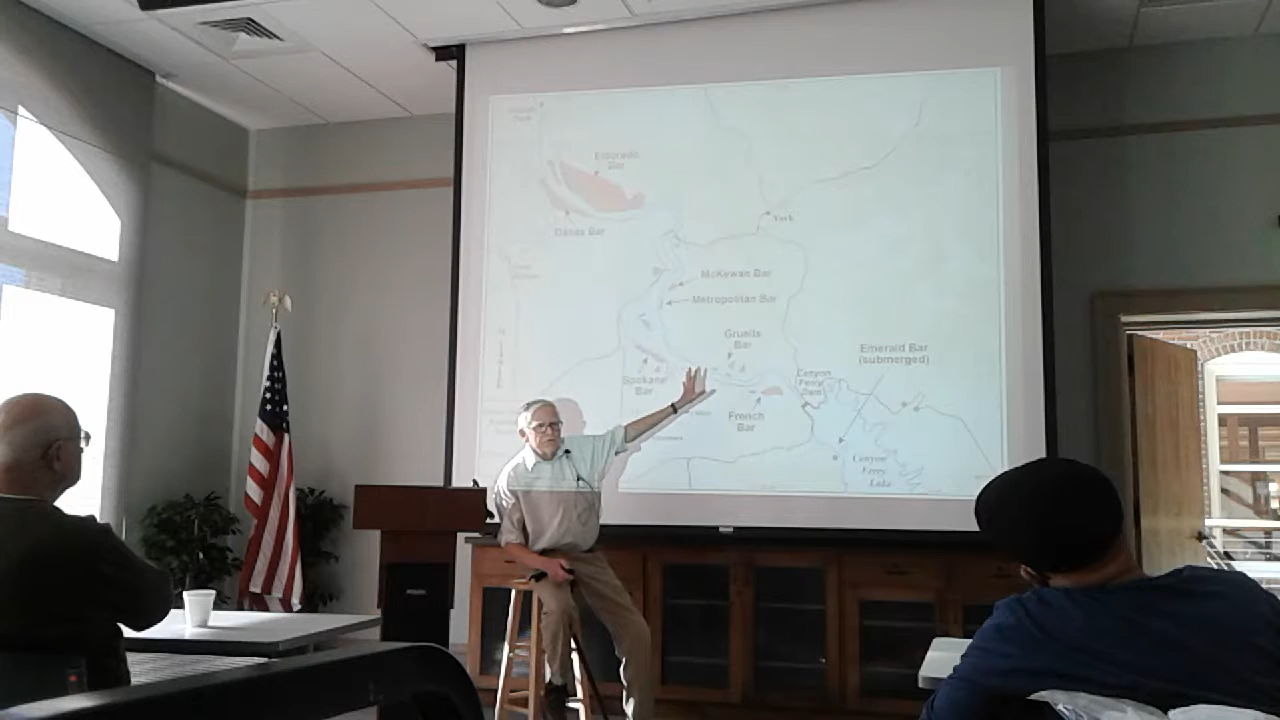 Eldorado
Bar
Danas Bar
York
McKewan Bar
Metropolitan Bar
Gruells
Bar
Emerald Bar
(submerged)
Spokane
Bar
Canyon
Ferry
Dam
French
Bar
Canyon
Ferry
Lake